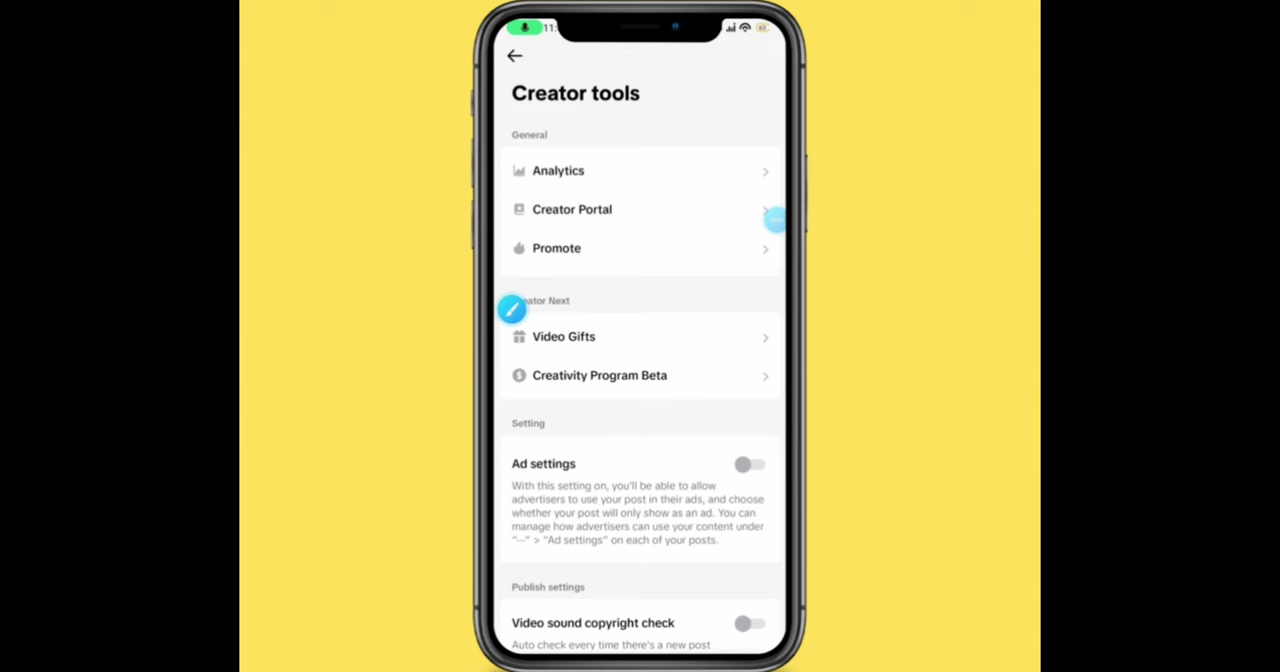 11:
Creator tools
General
Analytics
Creator Portal
Promote
eator Next
Video Gifts
Creativity Program Beta
Setting
Ad settings
With this setting on, you'll be able to allow
advertisers to use your post in their ads, and choose
whether your post will only show as an ad. You can
manage how advertisers can use your content under
"···" > "Ad settings" on each of your posts.
Publish settings
Video sound copyright check
Auto check every time there's a new post